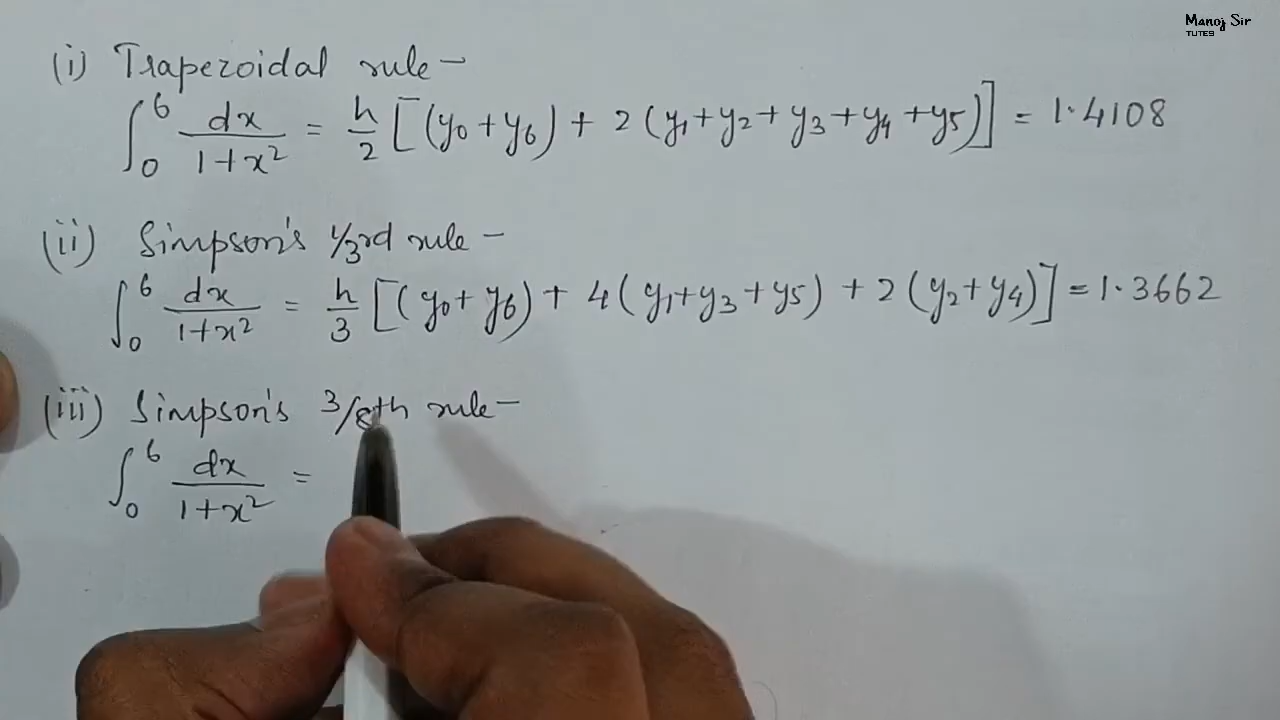 Manoj Sir
TUTES
(i) Traperoidal rule-
∫₀⁶ dx/(1+x²) = h/2 [(y₀+y₆) + 2(y₁+y₂+y₃+y₄+y₅)] = 1.4108
(ii) Simpson's 1/3rd rule -
∫₀⁶ dx/(1+x²) = h/3 [(y₀+y₆) + 4(y₁+y₃+y₅) + 2(y₂+y₄)] = 1.3662
(iii) Simpson's 3/8th rule-
∫₀⁶ dx/(1+x²) =